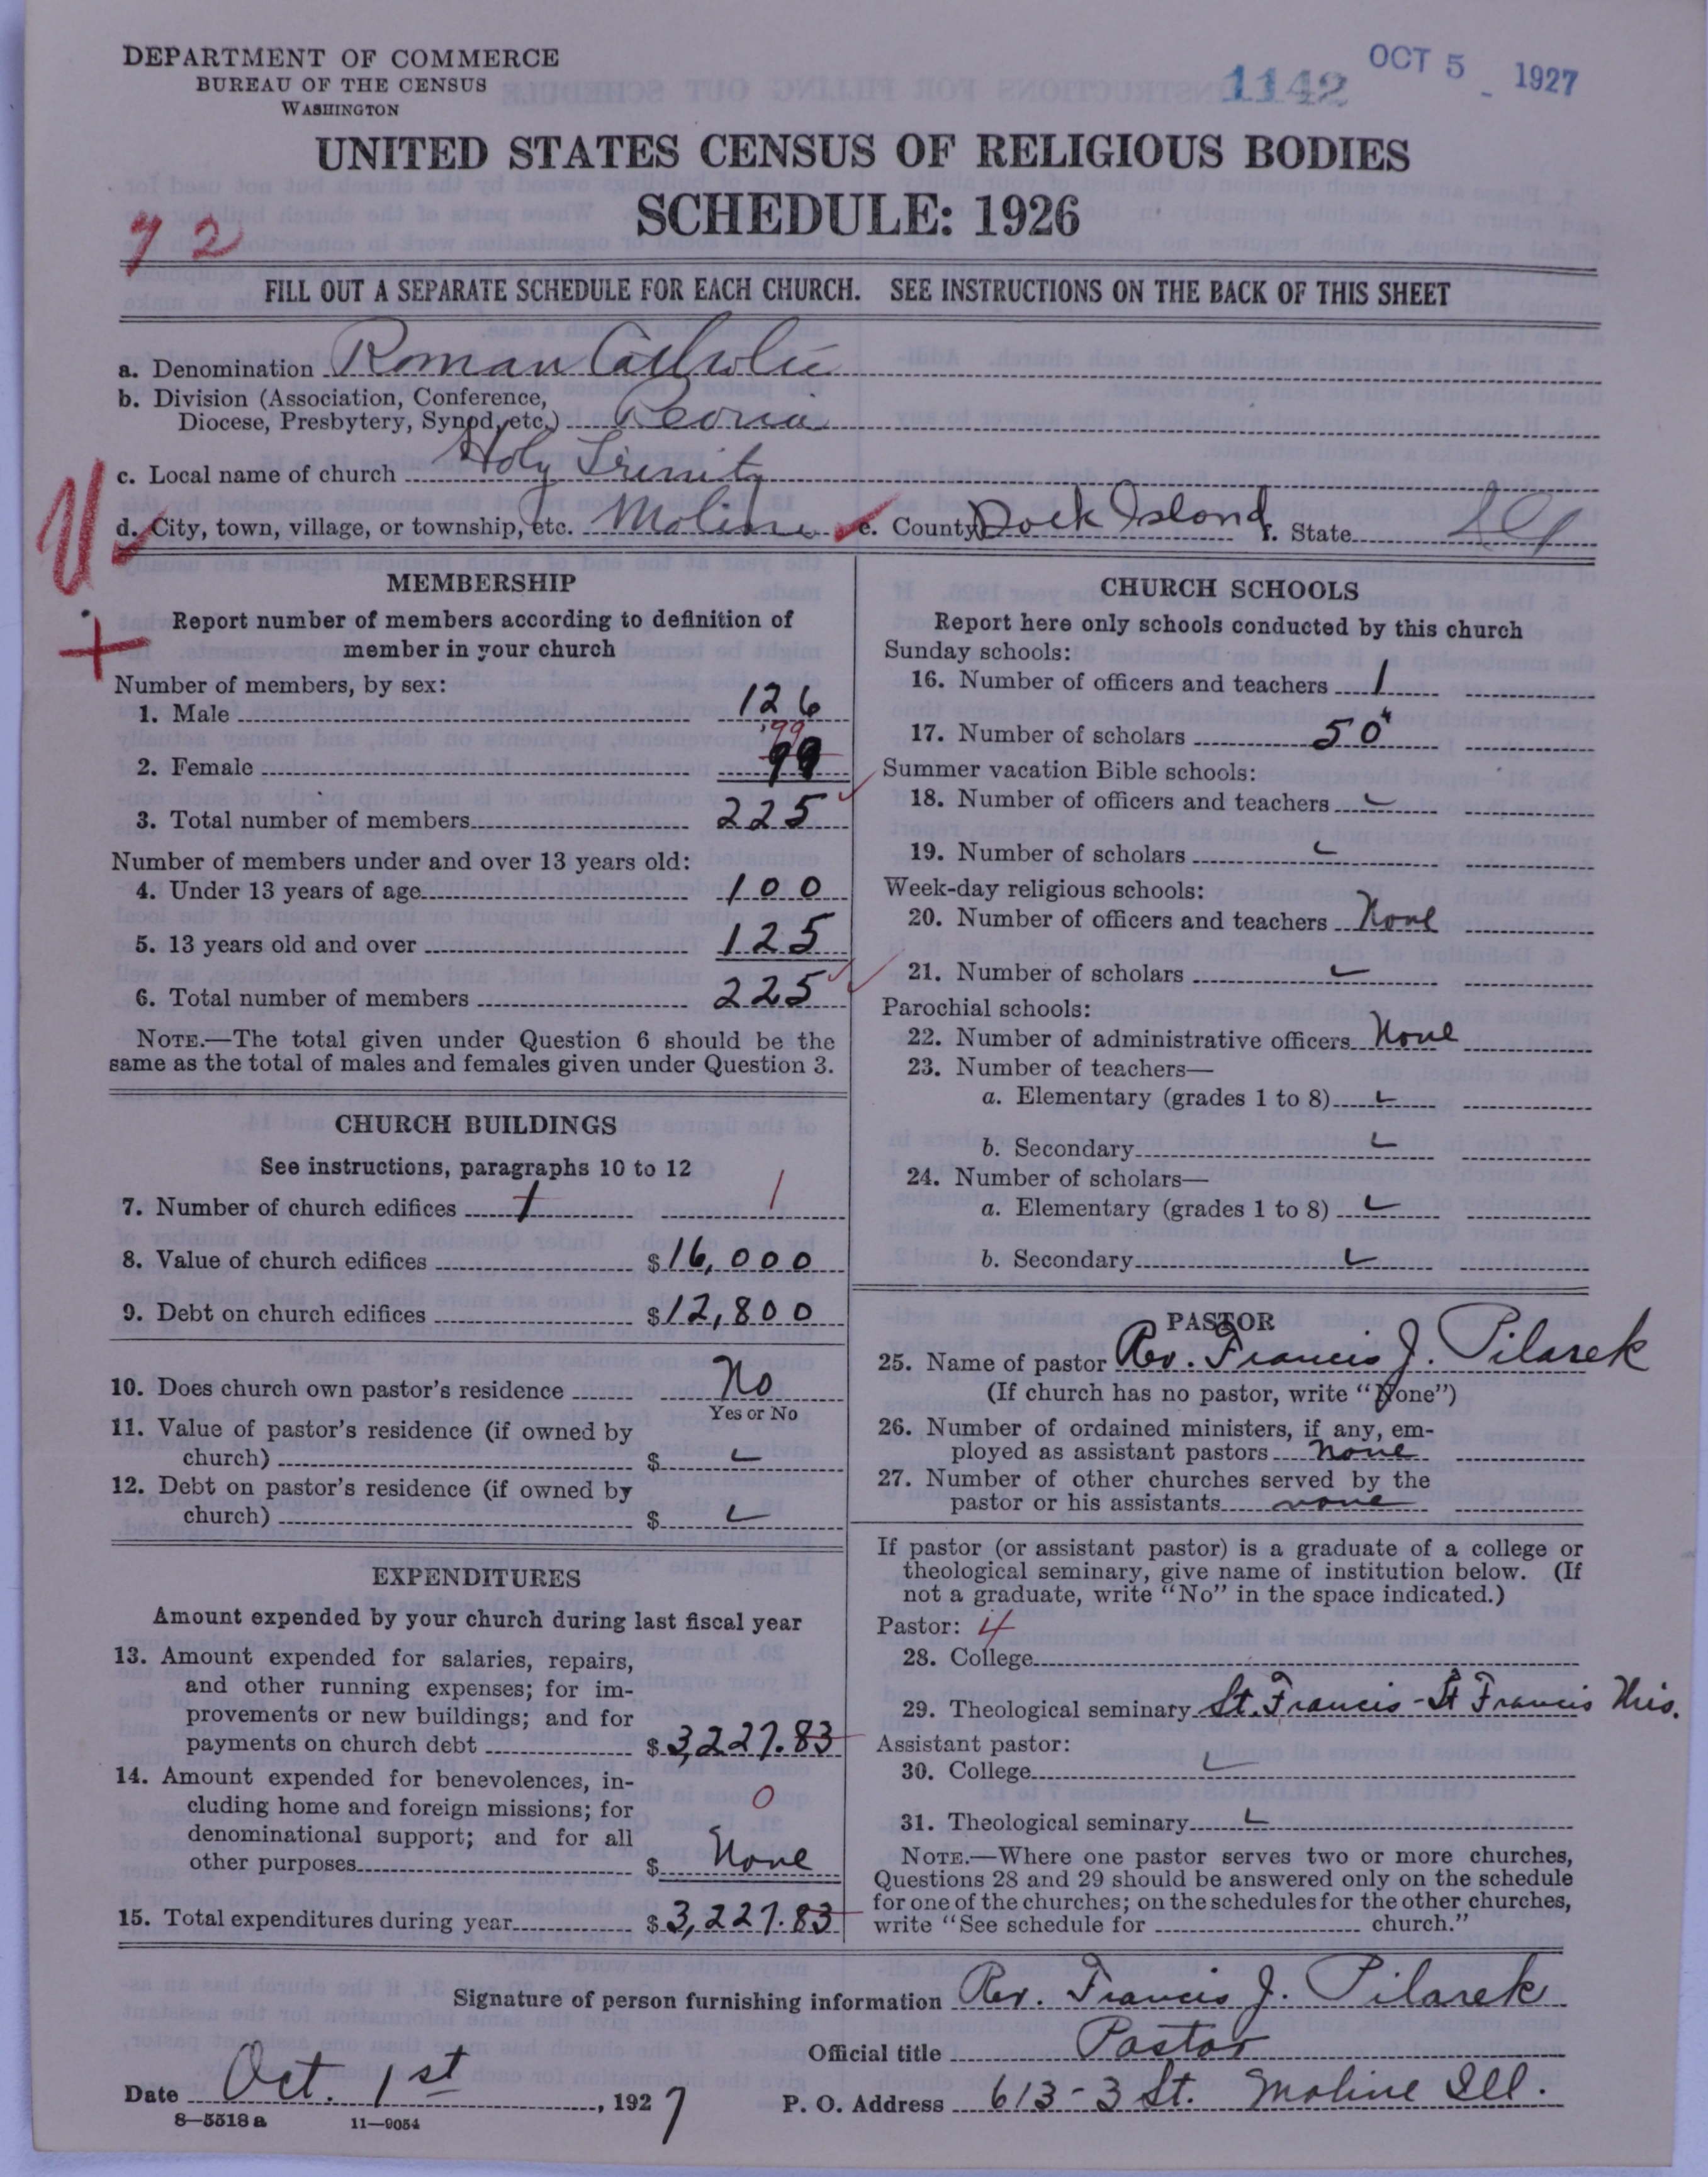 DEPARTMENT OF COMMERCE
BUREAU OF THE CENSUS
WASHINGTON
1142
OCT 5 1927
UNITED STATES CENSUS OF RELIGIOUS BODIES
SCHEDULE: 1926
72
FILL OUT A SEPARATE SCHEDULE FOR EACH CHURCH. SEE INSTRUCTIONS ON THE BACK OF THIS SHEET
a. Denomination Roman Catholic
b. Division (Association, Conference,
Diocese, Presbytery, Synod, etc.) Peoria
c. Local name of church Holy Trinity
d. City, town, village, or township, etc. Moline e. County Rock Island f. State Ill
MEMBERSHIP
Report number of members according to definition of
member in your church
Number of members, by sex:
1. Male 126
99
2. Female 99
3. Total number of members 225
Number of members under and over 13 years old:
4. Under 13 years of age 100
5. 13 years old and over 125
6. Total number of members 225
NOTE.—The total given under Question 6 should be the
same as the total of males and females given under Question 3.
CHURCH BUILDINGS
See instructions, paragraphs 10 to 12
7. Number of church edifices 1 1
8. Value of church edifices $16,000
9. Debt on church edifices $12,800
10. Does church own pastor's residence No
Yes or No
11. Value of pastor's residence (if owned by
church) $
12. Debt on pastor's residence (if owned by
church) $
EXPENDITURES
Amount expended by your church during last fiscal year
13. Amount expended for salaries, repairs,
and other running expenses; for im-
provements or new buildings; and for
payments on church debt $3,227.83
14. Amount expended for benevolences, in-
cluding home and foreign missions; for 0
denominational support; and for all
other purposes $ None
15. Total expenditures during year $3,227.83
CHURCH SCHOOLS
Report here only schools conducted by this church
Sunday schools:
16. Number of officers and teachers 1
17. Number of scholars 50
Summer vacation Bible schools:
18. Number of officers and teachers
19. Number of scholars
Week-day religious schools:
20. Number of officers and teachers None
21. Number of scholars
Parochial schools:
22. Number of administrative officers None
23. Number of teachers—
a. Elementary (grades 1 to 8)
b. Secondary
24. Number of scholars—
a. Elementary (grades 1 to 8)
b. Secondary
PASTOR
25. Name of pastor Rev. Francis J. Pilarek
(If church has no pastor, write "None")
26. Number of ordained ministers, if any, em-
ployed as assistant pastors none
27. Number of other churches served by the
pastor or his assistants none
If pastor (or assistant pastor) is a graduate of a college or
theological seminary, give name of institution below. (If
not a graduate, write "No" in the space indicated.)
Pastor: 4
28. College
29. Theological seminary St. Francis - St Francis Wis.
Assistant pastor:
30. College
31. Theological seminary
NOTE.—Where one pastor serves two or more churches,
Questions 28 and 29 should be answered only on the schedule
for one of the churches; on the schedules for the other churches,
write "See schedule for church."
Signature of person furnishing information Rev. Francis J. Pilarek
Official title Pastor
Date Oct. 1st, 1927 P. O. Address 613 - 3 St. Moline Ill.
8—5518 a 11—9054